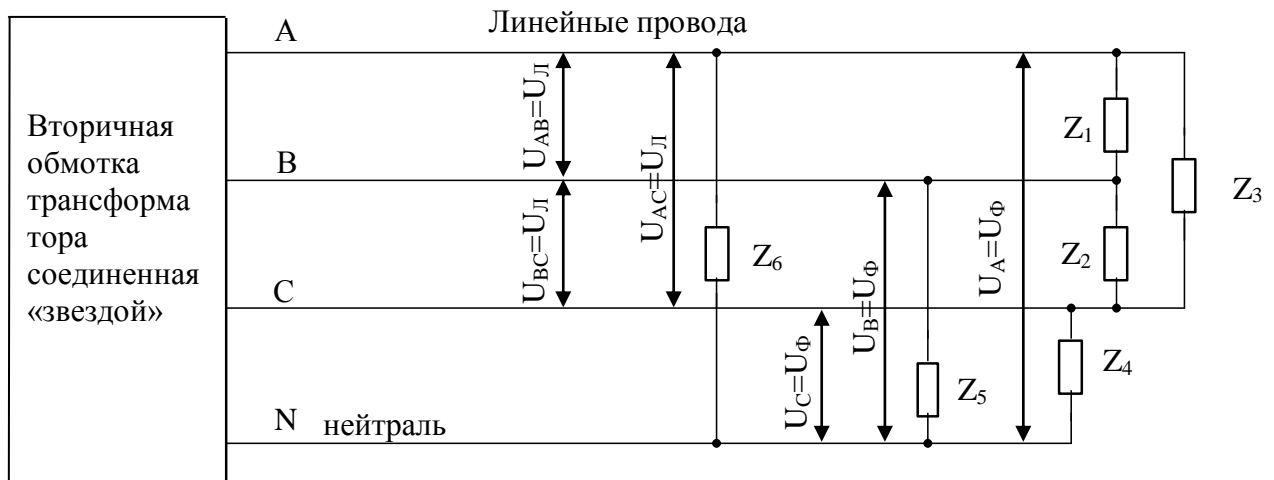 A
Линейные провода
Вторичная
обмотка
трансформа
тора
соединенная
«звездой»
B
C
N нейтраль
U_AB=U_Л
U_BC=U_Л
U_AC=U_Л
Z₆
U_C=U_Ф
U_B=U_Ф
Z₅
U_A=U_Ф
Z₁
Z₂
Z₃
Z₄